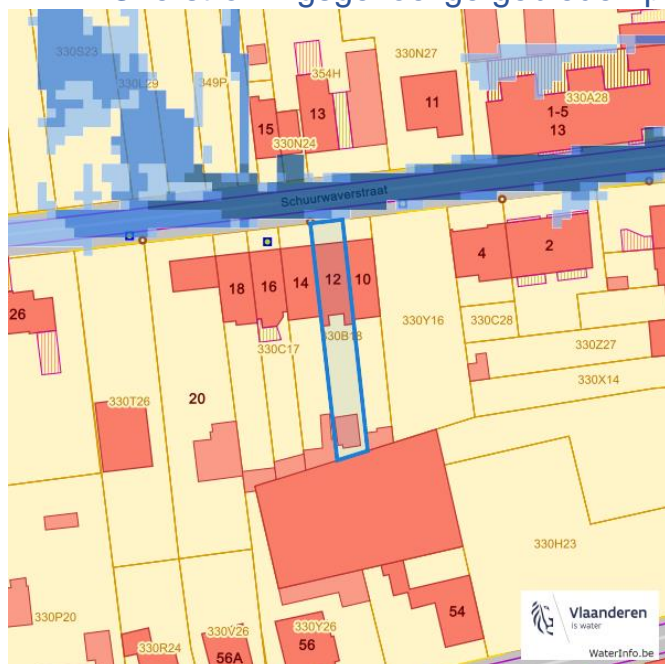 330S23
330L29
349P
354H
330N27
15
13
330N24
11
330A28
1-5
13
Schuurwaverstraat
4
2
18
16
14
12
10
26
330Y16
330C28
330B18
330C17
330Z27
330X14
20
330T26
330H23
330P20
330R24
330V26
56A
330Y26
56
54
Vlaanderen
is water
WaterInfo.be